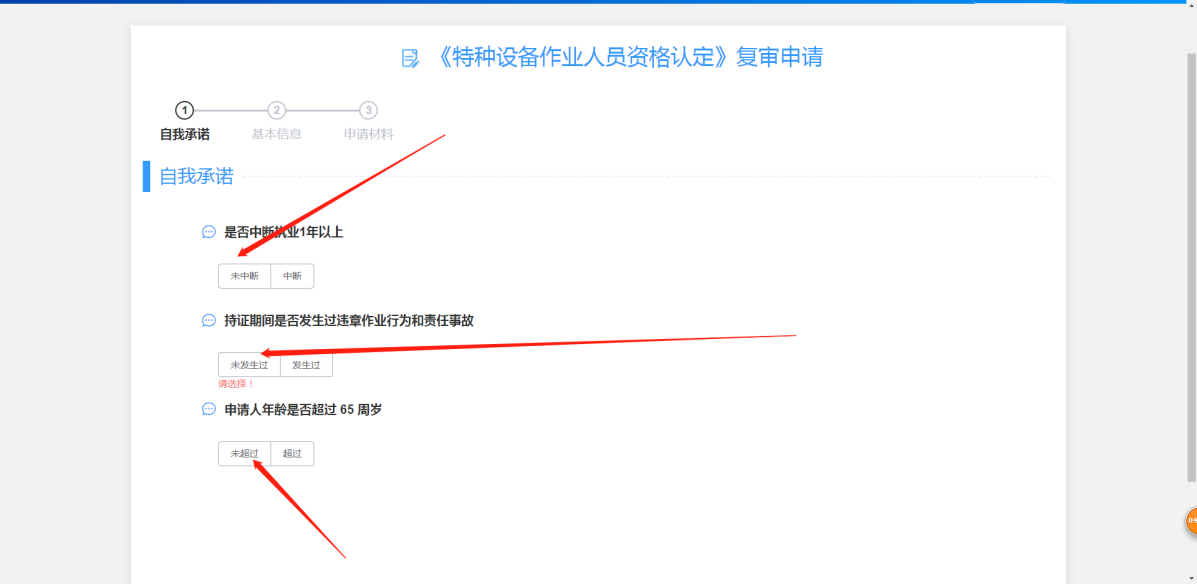 《特种设备作业人员资格认定》复审申请
1 2 3
自我承诺 基本信息 申请材料
自我承诺
是否中断执业1年以上
未中断 中断
持证期间是否发生过违章作业行为和责任事故
未发生过 发生过
请选择！
申请人年龄是否超过 65 周岁
未超过 超过